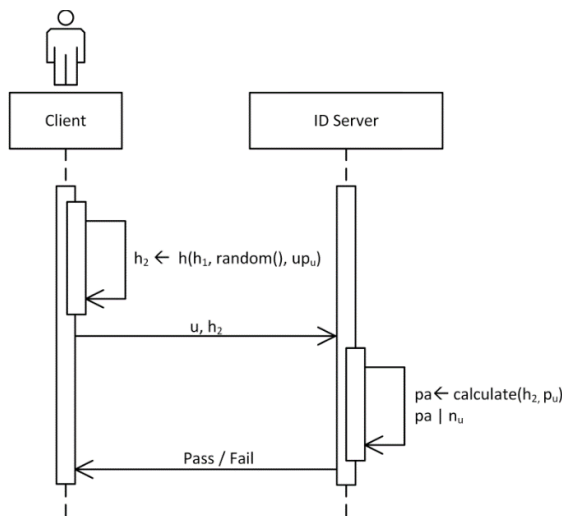 Client
ID Server
h₂ ← h(h₁, random(), upᵤ)
u, h₂
pa ← calculate(h₂, pᵤ)
pa | nᵤ
Pass / Fail